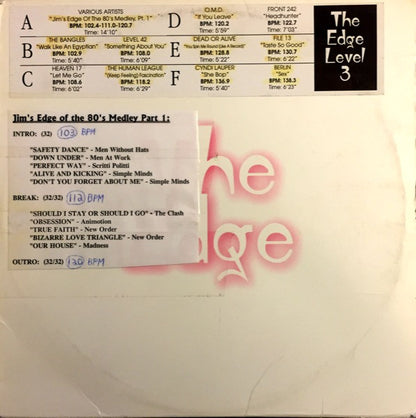 A
VARIOUS ARTISTS
"Jim's Edge Of the 80's Medley, Pt. 1"
BPM: 102.4-111.0-120.7
Time: 14'10"
D
O.M.D.
"If You Leave"
BPM: 120.2
Time: 5'59"
FRONT 242
"Headhunter"
BPM: 122.7
Time: 7'03"
B
THE BANGLES
"Walk Like An Egyptian"
BPM: 102.9
Time: 5'40"
LEVEL 42
"Something About You"
BPM: 108.0
Time: 6'12"
E
DEAD OR ALIVE
"You Spin Me Round (Like A Record)"
BPM: 128.8
Time: 5'22"
FILE 13
"Taste So Good"
BPM: 130.7
Time: 6'22"
C
HEAVEN 17
"Let Me Go"
BPM: 108.6
Time: 6'02"
THE HUMAN LEAGUE
"(Keep Feeling) Fascination"
BPM: 118.2
Time: 6'29"
F
CYNDI LAUPER
"She Bop"
BPM: 136.9
Time: 5'40"
BERLIN
"Sex"
BPM: 138.3
Time: 6'23"
The
Edge
Level
3
Jim's Edge of the 80's Medley Part 1:
INTRO: (32) 103 BPM
"SAFETY DANCE" - Men Without Hats
"DOWN UNDER" - Men At Work
"PERFECT WAY" - Scritti Politti
"ALIVE AND KICKING" - Simple Minds
"DON'T YOU FORGET ABOUT ME" - Simple Minds
BREAK: (32/32) 112 BPM
"SHOULD I STAY OR SHOULD I GO" - The Clash
"OBSESSION" - Animotion
"TRUE FAITH" - New Order
"BIZARRE LOVE TRIANGLE" - New Order
"OUR HOUSE" - Madness
OUTRO: (32/32) 120 BPM
The
Edge